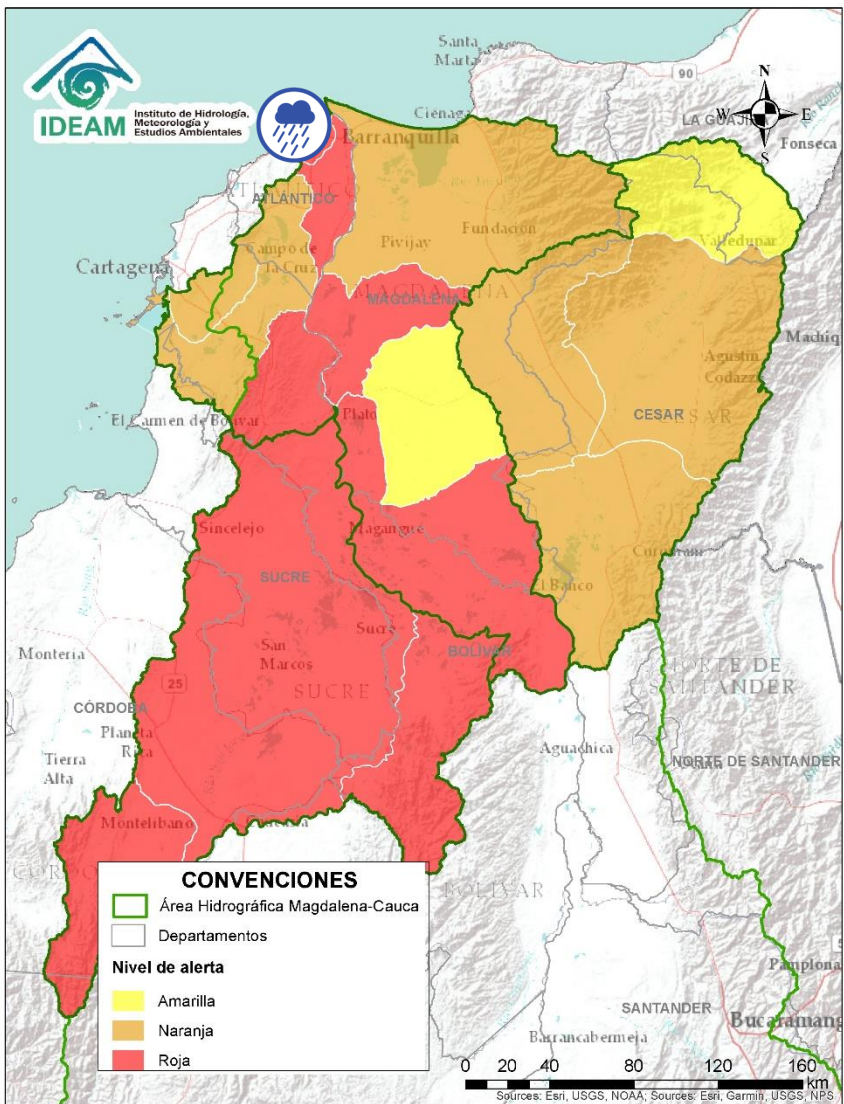 IDEAM
Instituto de Hidrología,
Meteorología y
Estudios Ambientales
Santa
Marta
90
N
W
E
S
LA GUAJIRA
Ciénaga
Fonseca
Barranquilla
ATLÁNTICO
Valledupar
Cartagena
Campo de
la Cruz
Pivijay
Fundación
MAGDALENA
Agustín
Codazzi
CESAR
CESAR
El Carmen de Bolívar
Plato
Sincelejo
Magangué
SUCRE
El Banco
Sucre
San
Marcos
SUCRE
BOLÍVAR
Montería
25
NORTE DE
SANTANDER
CÓRDOBA
Planeta
Rica
Aguachica
Tierra
Alta
NORTE DE SANTANDER
Montelíbano
BOLÍVAR
CONVENCIONES
Área Hidrográfica Magdalena-Cauca
Departamentos
Nivel de alerta
Amarilla
Naranja
Roja
Pamplona
SANTANDER
Barrancabermeja
0 20 40 80 120 160
km
Sources: Esri, USGS, NOAA; Sources: Esri, Garmin, USGS, NPS